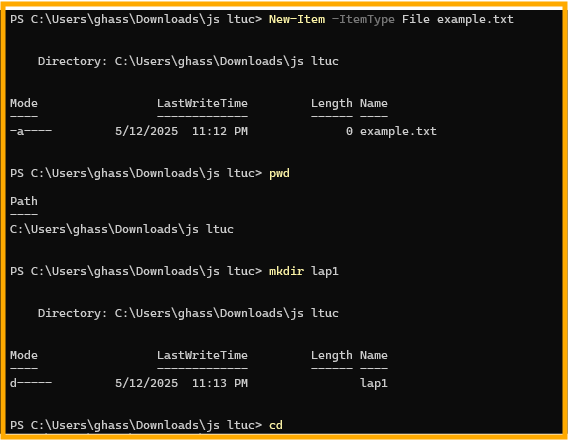 PS C:\Users\ghass\Downloads\js ltuc> New-Item -ItemType File example.txt
Directory: C:\Users\ghass\Downloads\js ltuc
Mode                 LastWriteTime         Length Name
----                 -------------         ------ ----
-a----         5/12/2025  11:12 PM              0 example.txt
PS C:\Users\ghass\Downloads\js ltuc> pwd
Path
----
C:\Users\ghass\Downloads\js ltuc
PS C:\Users\ghass\Downloads\js ltuc> mkdir lap1
Directory: C:\Users\ghass\Downloads\js ltuc
Mode                 LastWriteTime         Length Name
----                 -------------         ------ ----
d-----         5/12/2025  11:13 PM                lap1
PS C:\Users\ghass\Downloads\js ltuc> cd